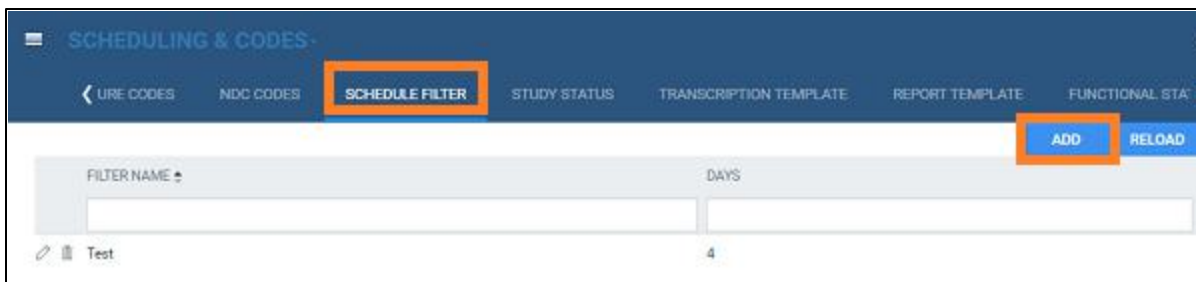 SCHEDULING & CODES
URE CODES NDC CODES SCHEDULE FILTER STUDY STATUS TRANSCRIPTION TEMPLATE REPORT TEMPLATE FUNCTIONAL STAT
ADD RELOAD
FILTER NAME DAYS
Test 4